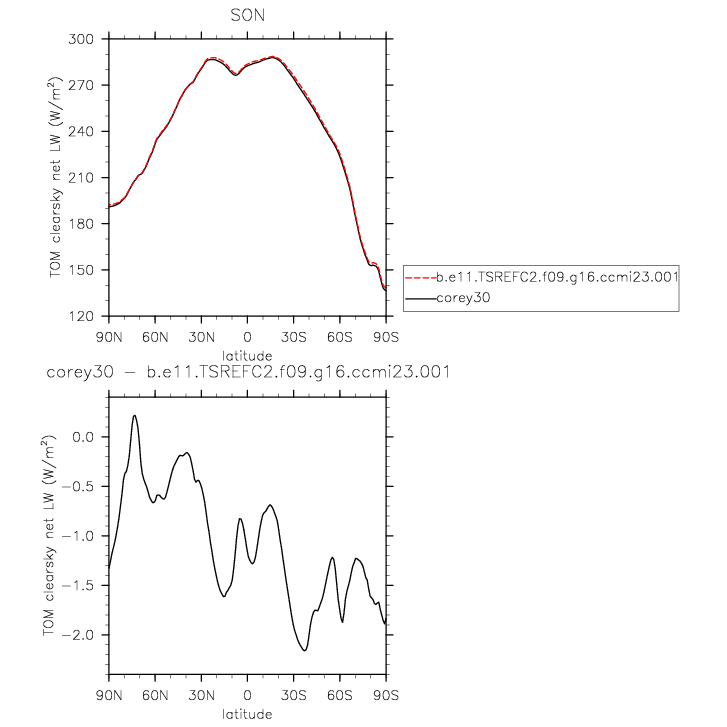 SON
300
270
240
210
180
150
120
TOM clearsky net LW (W/m²)
90N 60N 30N 0 30S 60S 90S
latitude
b.e11.TSREFC2.f09.g16.ccmi23.001
corey30
corey30 − b.e11.TSREFC2.f09.g16.ccmi23.001
0.0
−0.5
−1.0
−1.5
−2.0
TOM clearsky net LW (W/m²)
90N 60N 30N 0 30S 60S 90S
latitude